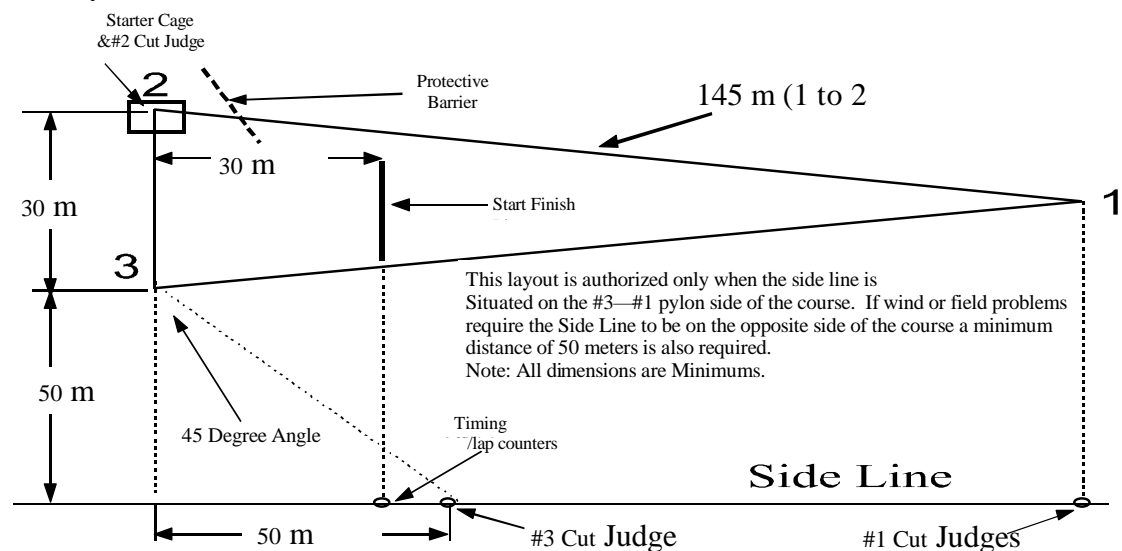 Starter Cage
&#2 Cut Judge
2
Protective
Barrier
145 m (1 to 2
30 m
1
30 m
Start Finish
3
This layout is authorized only when the side line is
Situated on the #3—#1 pylon side of the course. If wind or field problems
require the Side Line to be on the opposite side of the course a minimum
distance of 50 meters is also required.
Note: All dimensions are Minimums.
50 m
45 Degree Angle
Timing
/lap counters
Side Line
50 m
#3 Cut Judge
#1 Cut Judges